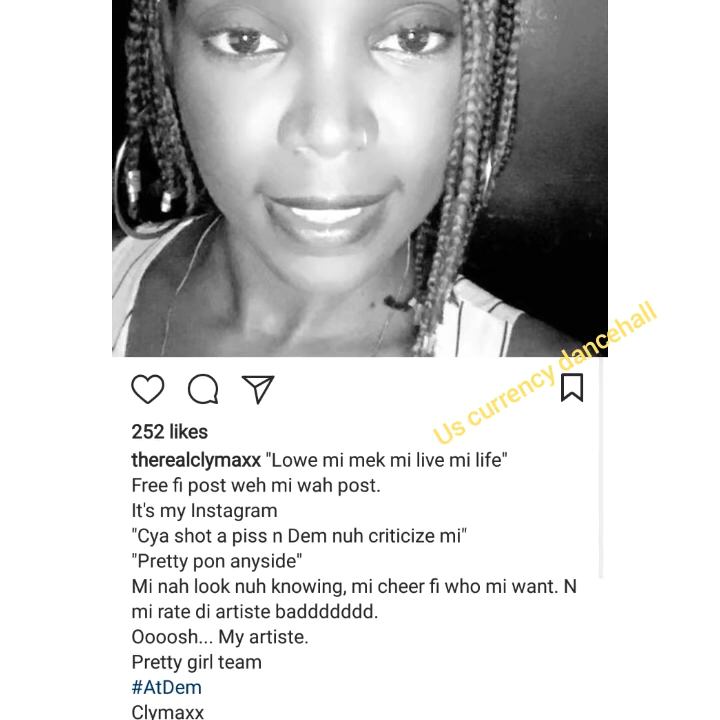 Us currency dancehall
252 likes
therealclymaxx "Lowe mi mek mi live mi life"
Free fi post weh mi wah post.
It's my Instagram
"Cya shot a piss n Dem nuh criticize mi"
"Pretty pon anyside"
Mi nah look nuh knowing, mi cheer fi who mi want. N
mi rate di artiste baddddddd.
Oooosh... My artiste.
Pretty girl team
#AtDem
Clymaxx